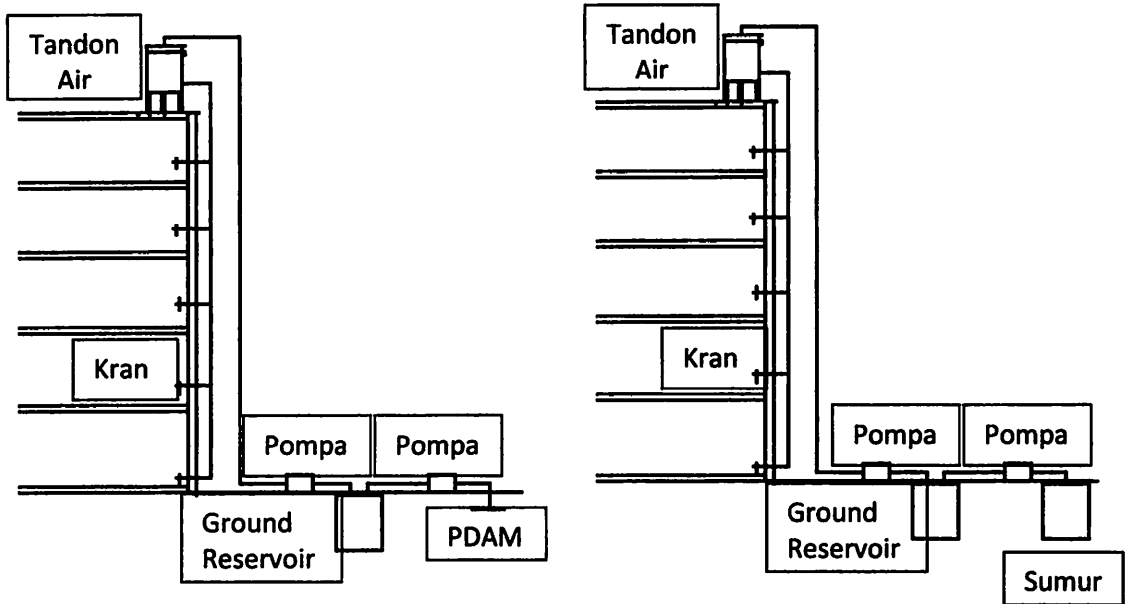 Tandon
Air
Kran
Pompa
Pompa
Ground
Reservoir
PDAM
Tandon
Air
Kran
Pompa
Pompa
Ground
Reservoir
Sumur